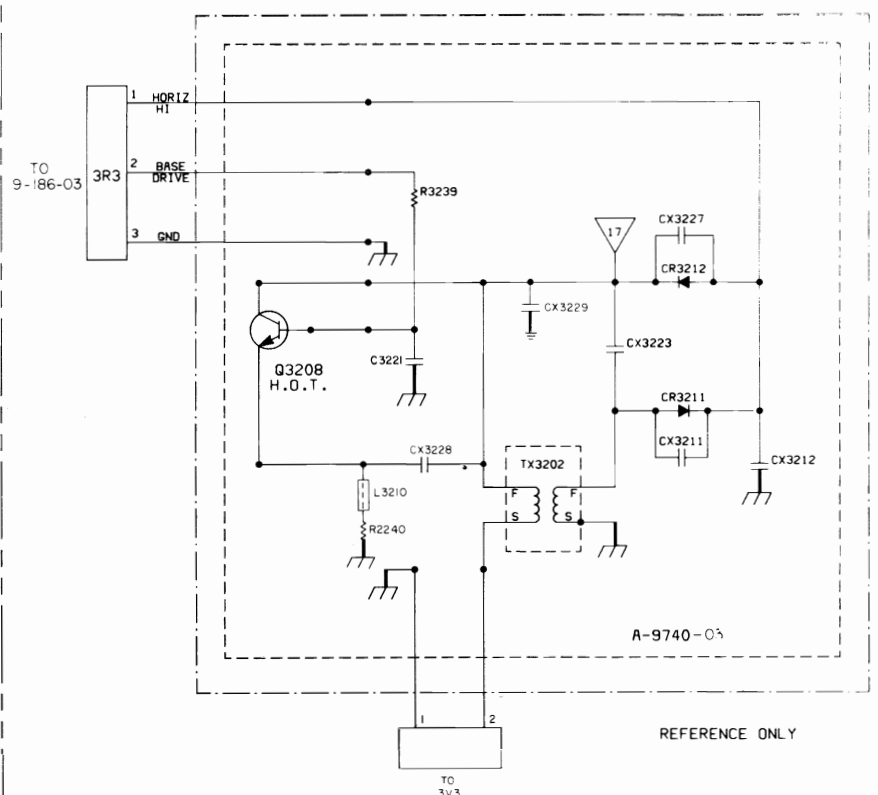 1 HORIZ
HI
TO
9-186-03
3R3
2 BASE
DRIVE
3 GND
R3239
17
CX3227
CR3212
CX3229
CX3223
Q3208
H.O.T.
C3221
CR3211
CX3211
CX3228
TX3202
CX3212
L3210
F F
S S
R2240
A-9740-03
1 2
REFERENCE ONLY
TO
3V3